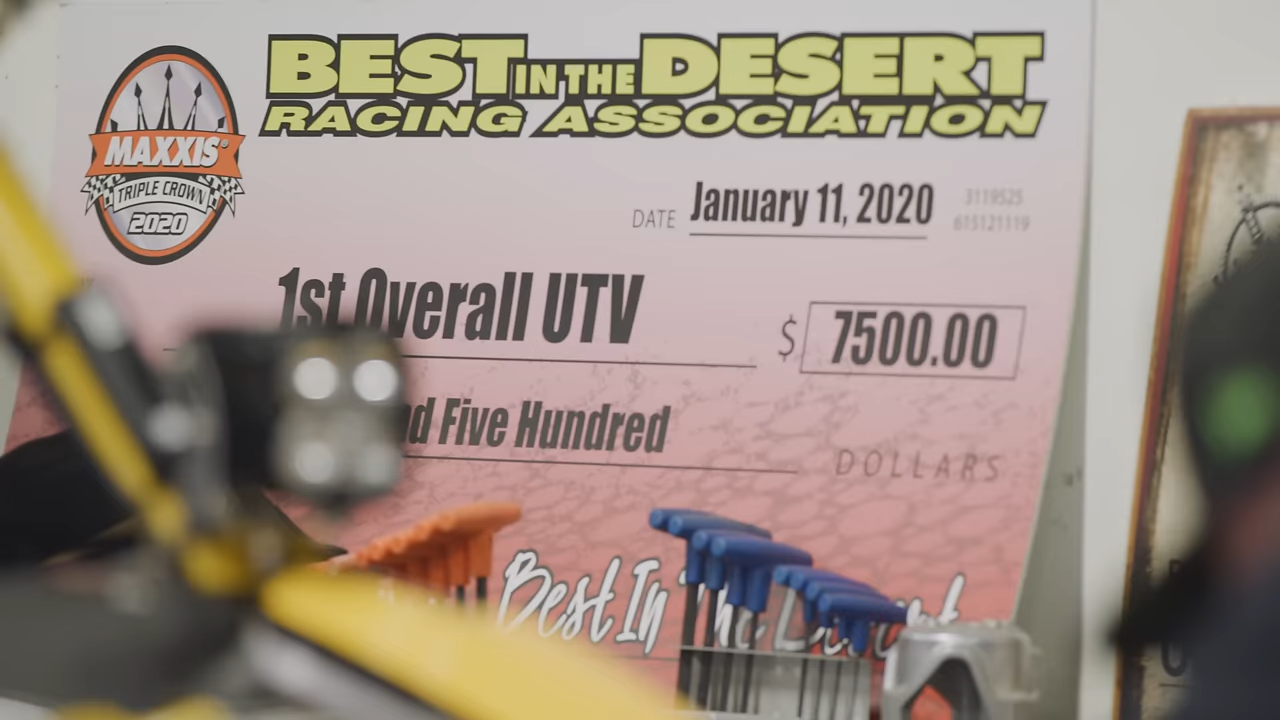 BEST IN THE DESERT
RACING ASSOCIATION
MAXXIS®
TRIPLE CROWN
2020
DATE January 11, 2020
3119525
615121119
1st Overall UTV
$ 7500.00
Five Hundred
DOLLARS
Best In The Desert